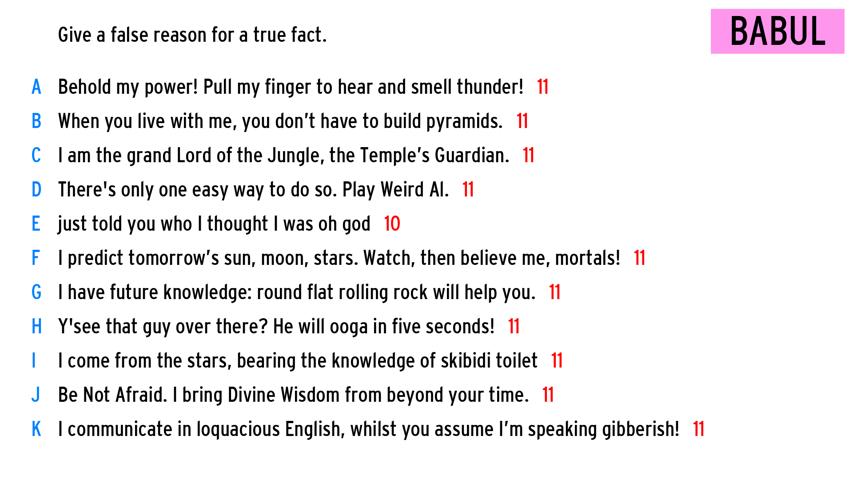 Give a false reason for a true fact.
BABUL
A Behold my power! Pull my finger to hear and smell thunder! 11
B When you live with me, you don't have to build pyramids. 11
C I am the grand Lord of the Jungle, the Temple's Guardian. 11
D There's only one easy way to do so. Play Weird Al. 11
E just told you who I thought I was oh god 10
F I predict tomorrow's sun, moon, stars. Watch, then believe me, mortals! 11
G I have future knowledge: round flat rolling rock will help you. 11
H Y'see that guy over there? He will ooga in five seconds! 11
I I come from the stars, bearing the knowledge of skibidi toilet 11
J Be Not Afraid. I bring Divine Wisdom from beyond your time. 11
K I communicate in loquacious English, whilst you assume I'm speaking gibberish! 11